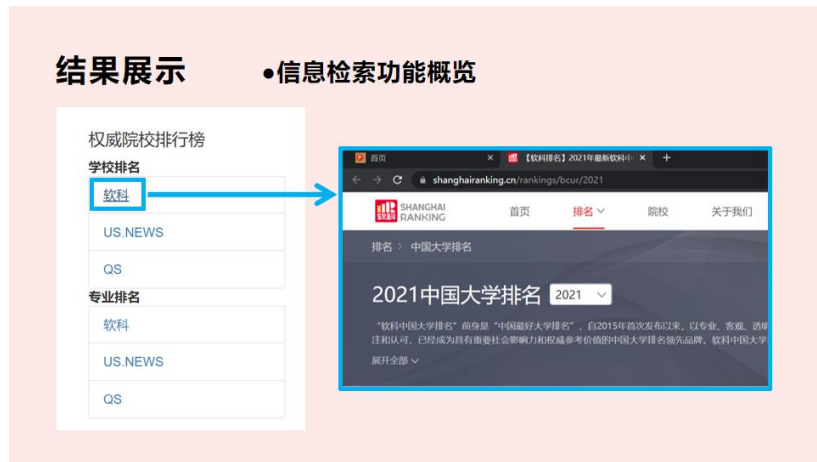 结果展示
●信息检索功能概览
权威院校排行榜
学校排名
软科
US.NEWS
QS
专业排名
软科
US.NEWS
QS
首页
【软科排名】2021年最新软科中
shanghairanking.cn/rankings/bcur/2021
软科
SHANGHAI
RANKING
首页 排名 院校 关于我们
排名 > 中国大学排名
2021中国大学排名 2021
“软科中国大学排名”前身是“中国最好大学排名”，自2015年首次发布以来，以专业、客观、透明
注和认可，已经成为具有重要社会影响力和权威参考价值的中国大学排名领先品牌。软科中国大学
展开全部